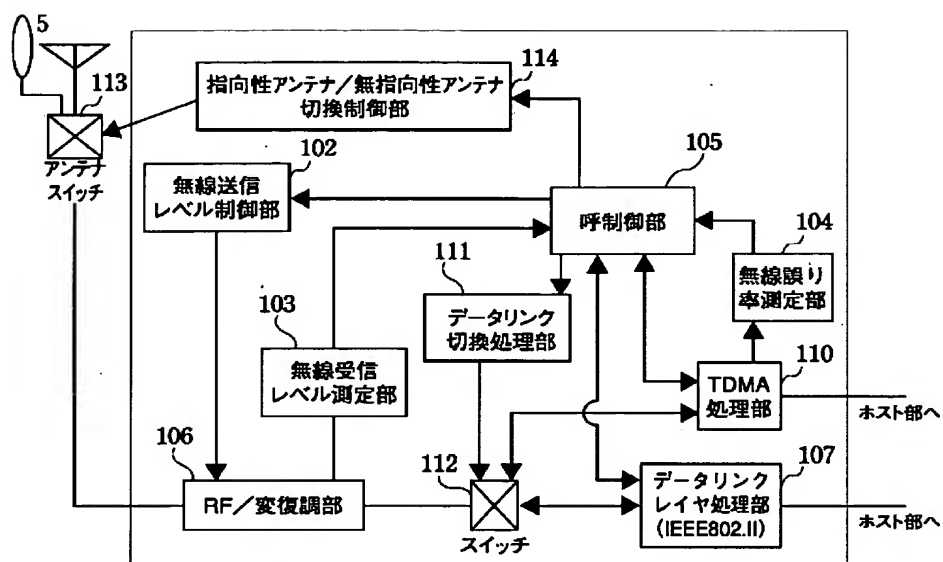 5
113
アンテナ
スイッチ
指向性アンテナ/無指向性アンテナ
切換制御部
114
102
無線送信
レベル制御部
105
呼制御部
104
無線誤り
率測定部
111
データリンク
切換処理部
103
無線受信
レベル測定部
110
TDMA
処理部
ホスト部へ
106
RF/変復調部
112
スイッチ
107
データリンク
レイヤ処理部
(IEEE802.II)
ホスト部へ